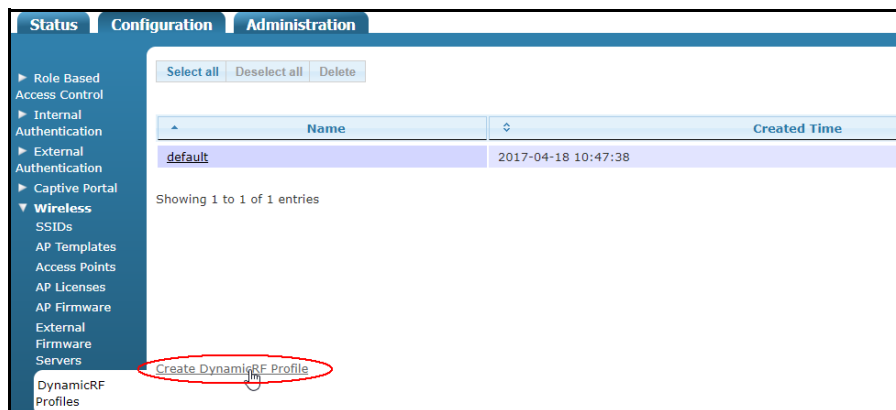 Status Configuration Administration
Role Based
Access Control
Internal
Authentication
External
Authentication
Captive Portal
Wireless
SSIDs
AP Templates
Access Points
AP Licenses
AP Firmware
External
Firmware
Servers
DynamicRF
Profiles
Select all Deselect all Delete
Name Created Time
default 2017-04-18 10:47:38
Showing 1 to 1 of 1 entries
Create DynamicRF Profile